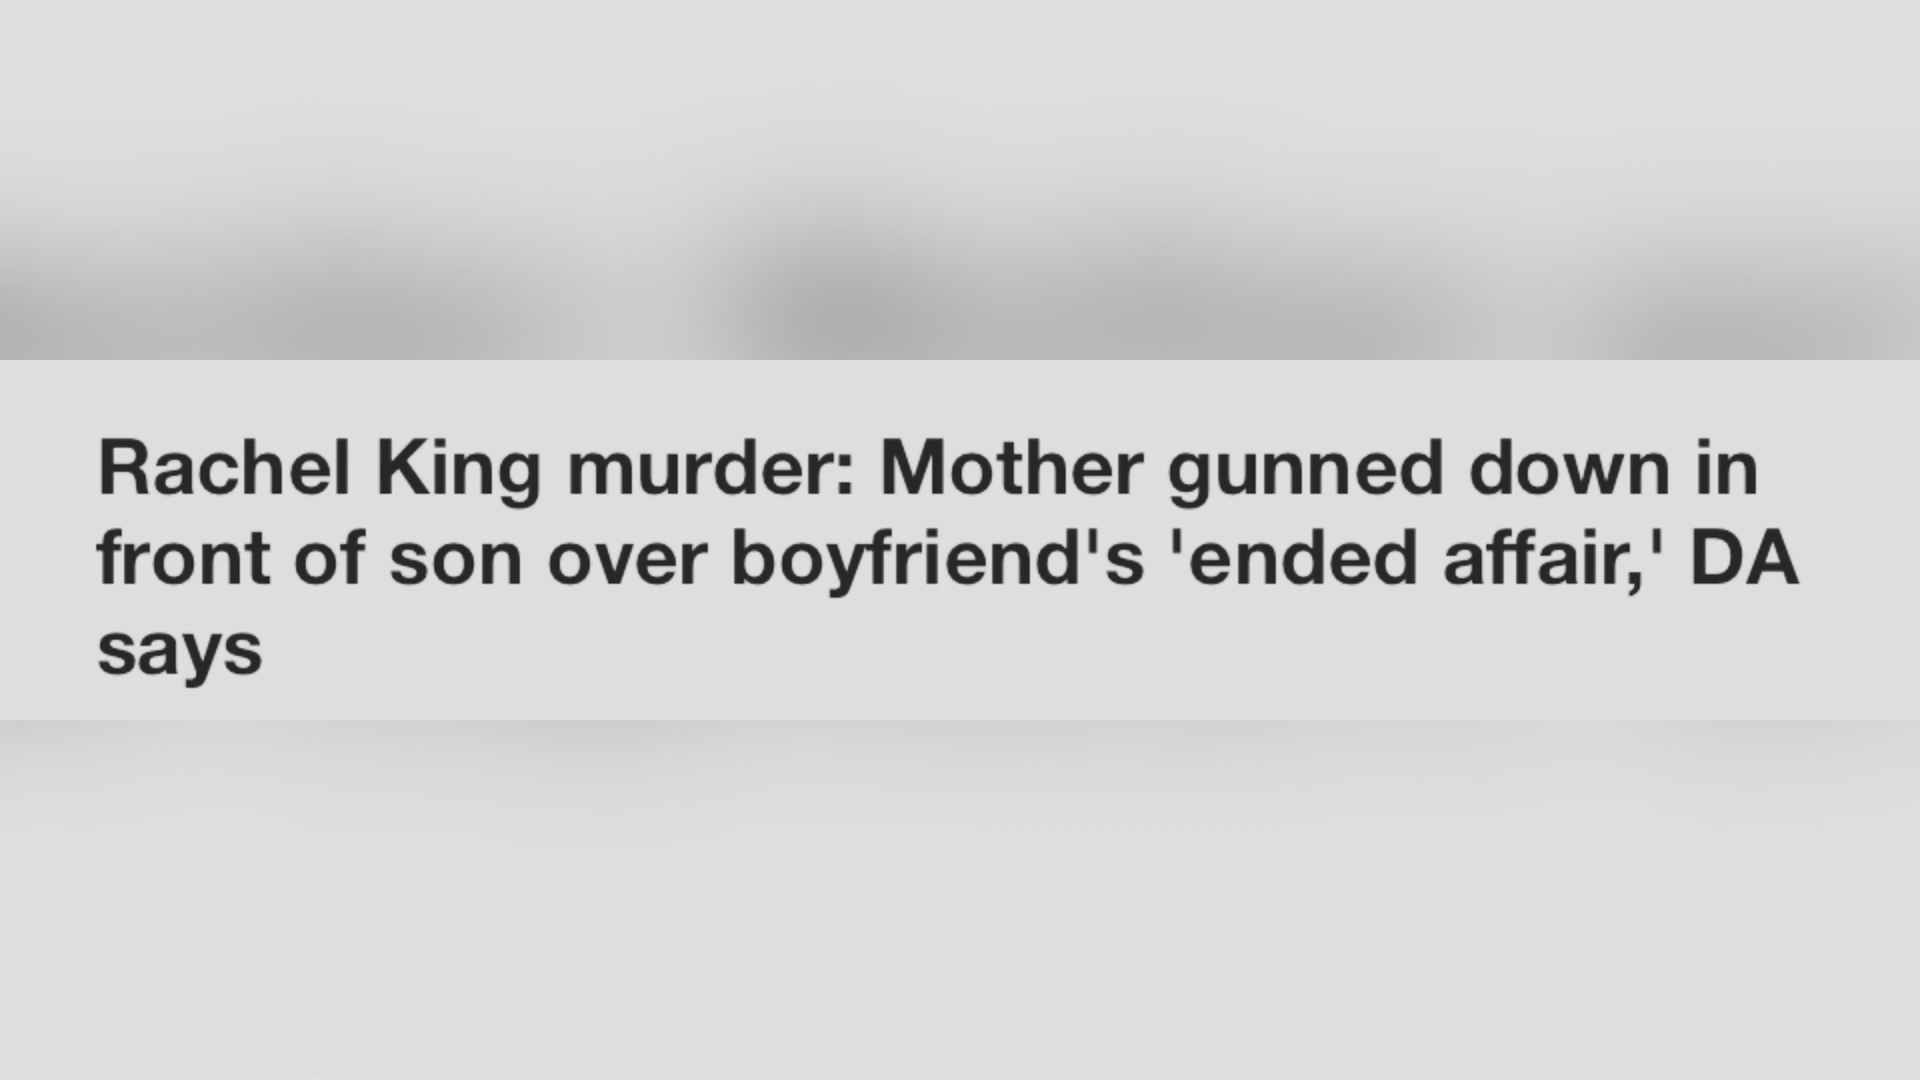 Rachel King murder: Mother gunned down in
front of son over boyfriend's 'ended affair,' DA
says